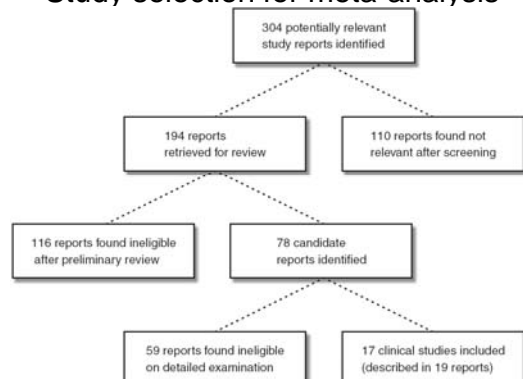 Study selection for meta-analysis
304 potentially relevant
study reports identified
194 reports
retrieved for review
110 reports found not
relevant after screening
116 reports found ineligible
after preliminary review
78 candidate
reports identified
59 reports found ineligible
on detailed examination
17 clinical studies included
(described in 19 reports)